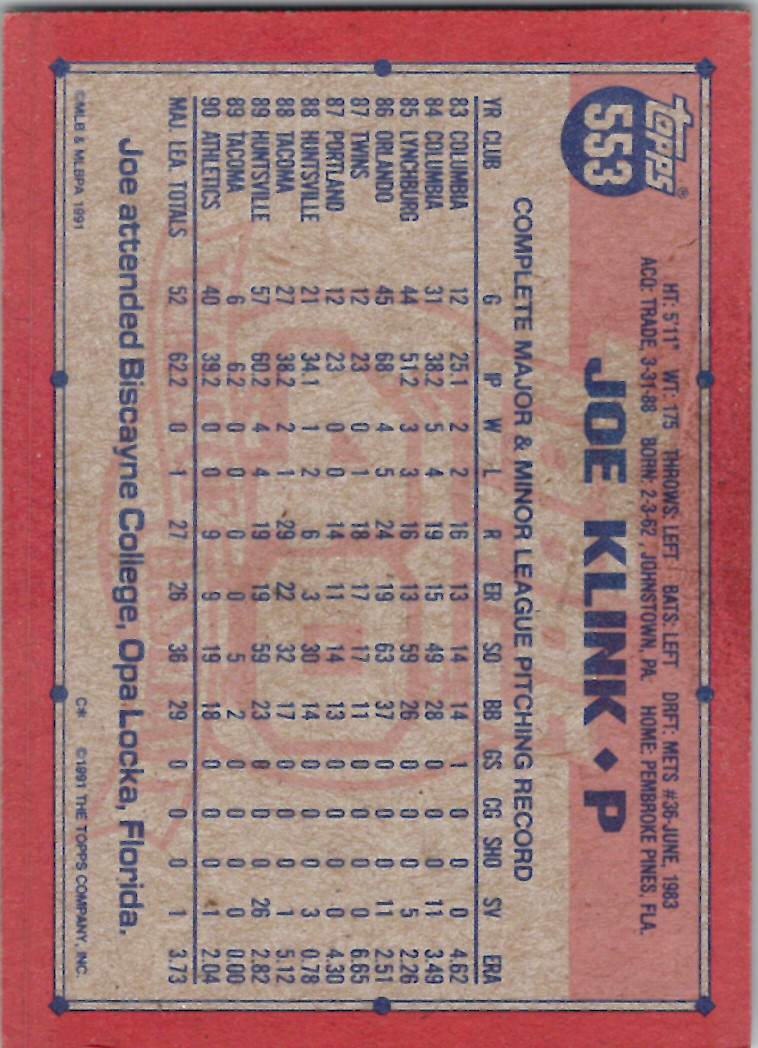 topps®
553
HT: 5'11" WT: 175 THROWS: LEFT BATS: LEFT DRFT: METS #36-JUNE, 1983
ACQ: TRADE, 3-31-88 BORN: 2-3-62 JOHNSTOWN, PA. HOME: PEMBROKE PINES, FLA.
JOE KLINK ♦ P
COMPLETE MAJOR & MINOR LEAGUE PITCHING RECORD
YR CLUB G IP W L R ER SO BB GS CG SHO SV ERA
83 COLUMBIA 12 25.1 2 2 16 13 14 14 1 0 0 0 4.62
84 COLUMBIA 31 38.2 5 4 19 15 49 28 0 0 0 11 3.49
85 LYNCHBURG 44 51.2 3 3 16 13 59 26 0 0 0 5 2.26
86 ORLANDO 45 68 4 5 24 19 63 37 0 0 0 11 2.51
87 TWINS 12 23 0 1 18 17 17 11 0 0 0 0 6.65
87 PORTLAND 12 23 0 0 14 11 14 13 0 0 0 0 4.30
88 HUNTSVILLE 21 34.1 1 2 6 3 30 14 0 0 0 3 0.78
88 TACOMA 27 38.2 2 1 29 22 32 17 0 0 0 1 5.12
89 HUNTSVILLE 57 60.2 4 4 19 19 59 23 0 0 0 26 2.82
89 TACOMA 6 6.2 0 0 0 0 5 2 0 0 0 0 0.00
90 ATHLETICS 40 39.2 0 0 9 9 19 18 0 0 0 1 2.04
MAJ. LEA. TOTALS 52 62.2 0 1 27 26 36 29 0 0 0 1 3.73
Joe attended Biscayne College, Opa Locka, Florida.
©MLB & MLBPA 1991 C* ©1991 THE TOPPS COMPANY, INC.